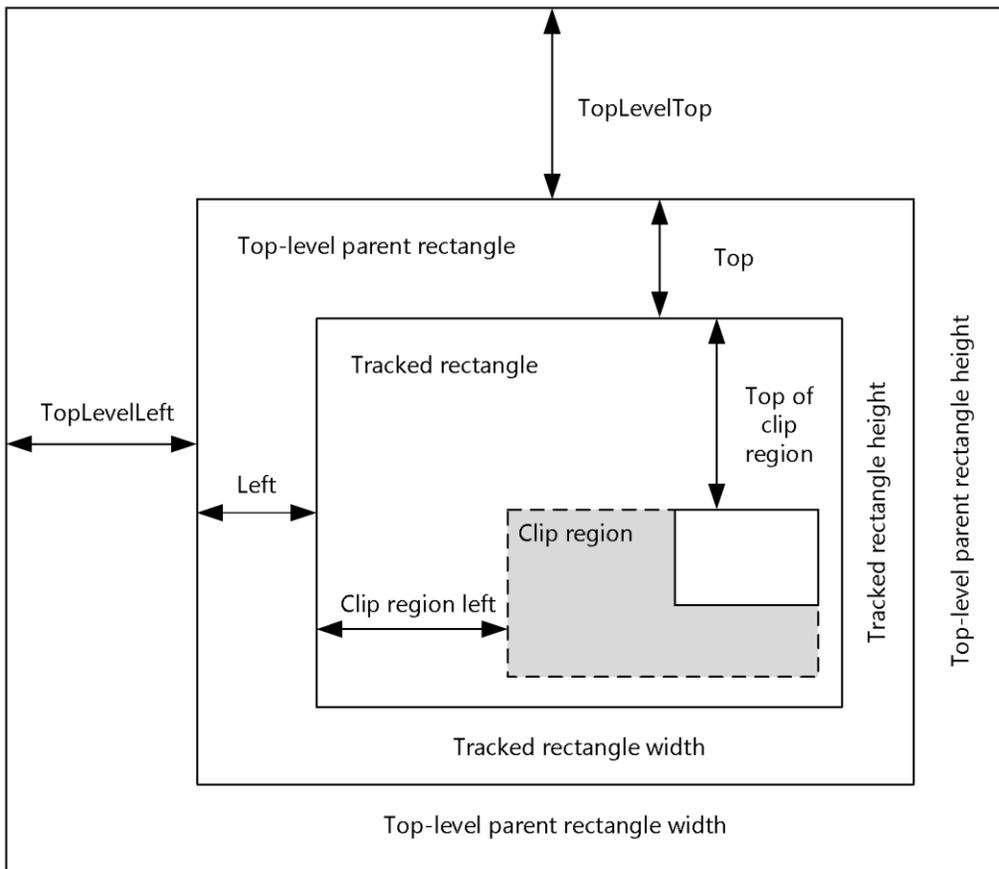 TopLevelTop
Top-level parent rectangle
Top
Tracked rectangle
TopLevelLeft
Top of
clip
region
Left
Clip region
Clip region left
Tracked rectangle height
Top-level parent rectangle height
Tracked rectangle width
Top-level parent rectangle width